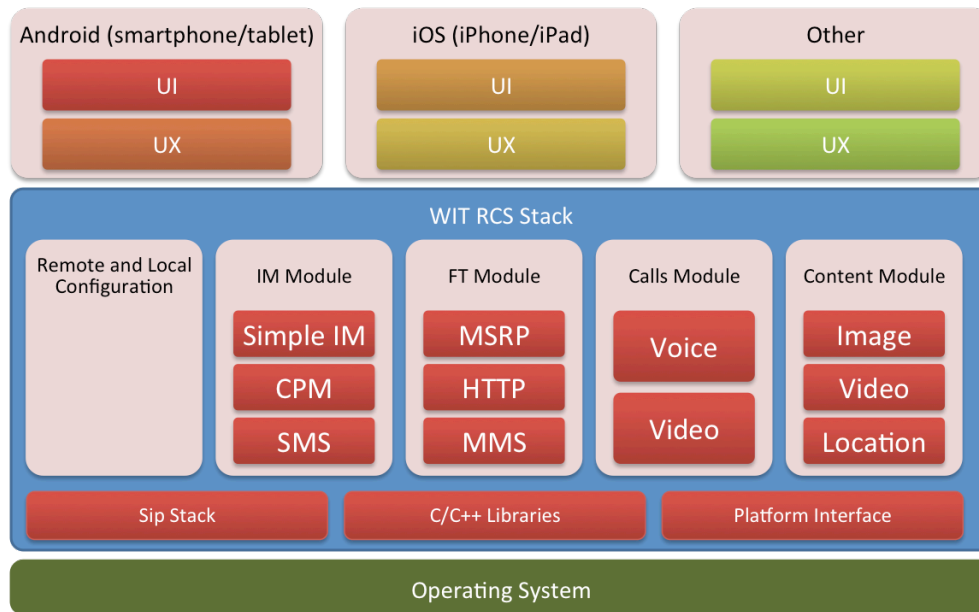 Android (smartphone/tablet)
UI
UX
iOS (iPhone/iPad)
UI
UX
Other
UI
UX
WIT RCS Stack
Remote and Local
Configuration
IM Module
Simple IM
CPM
SMS
FT Module
MSRP
HTTP
MMS
Calls Module
Voice
Video
Content Module
Image
Video
Location
Sip Stack
C/C++ Libraries
Platform Interface
Operating System